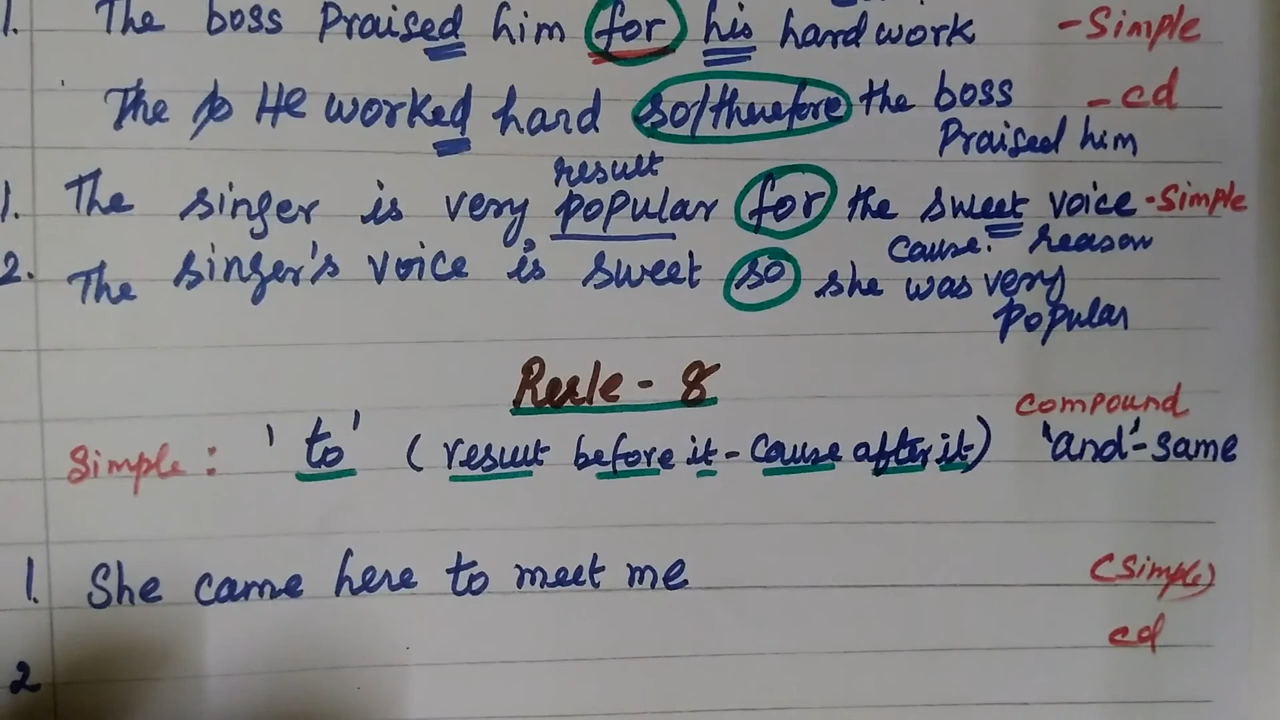 1. The boss Praised him for his hardwork - Simple
The p He worked hard so/therefore the boss - cd
Praised him
result
1. The singer is very popular for the sweet voice - Simple
cause. reason
2. The singer's voice is sweet so she was very
popular
Rule - 8
compound
Simple : 'to' (result before it - cause after it) 'and' - same
1. She came here to meet me (Simple)
cd
2